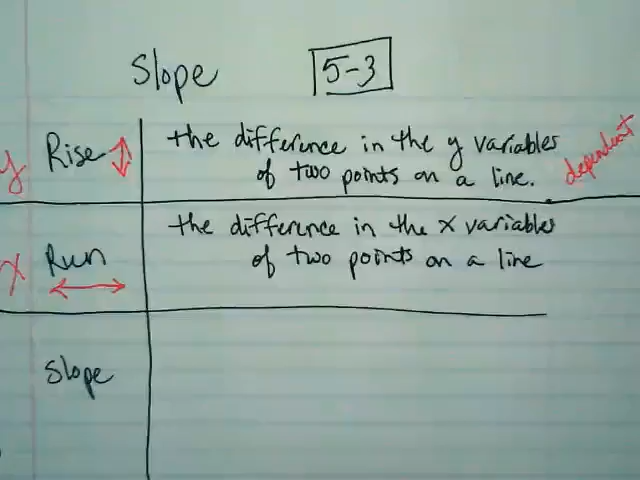 Slope 5-3
y Rise the difference in the y variables
of two points on a line. dependent
x Run the difference in the x variables
of two points on a line
Slope